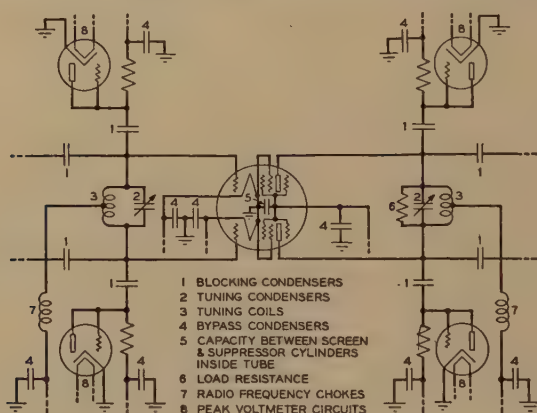 8
4
8
4
1
1
1
1
3
2
5
6
2
3
4
4
4
1
1
1
1
7
7
4
8
4
4
8
4
1 BLOCKING CONDENSERS
2 TUNING CONDENSERS
3 TUNING COILS
4 BYPASS CONDENSERS
5 CAPACITY BETWEEN SCREEN
& SUPPRESSOR CYLINDERS
INSIDE TUBE
6 LOAD RESISTANCE
7 RADIO FREQUENCY CHOKES
8 PEAK VOLTMETER CIRCUITS